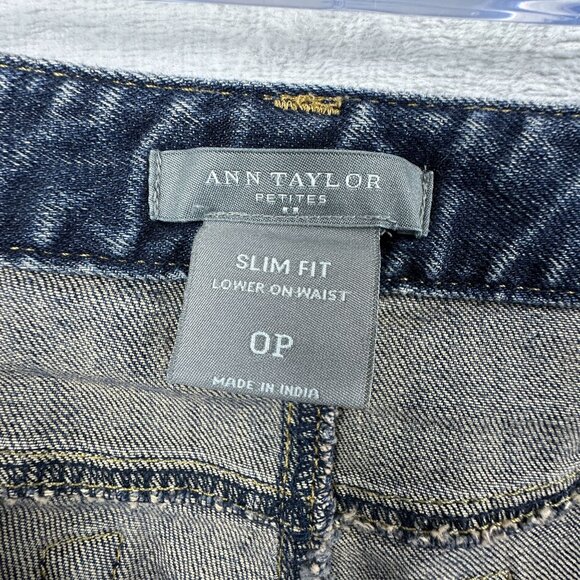 ANN TAYLOR
PETITES
SLIM FIT
LOWER ON WAIST
0P
MADE IN INDIA